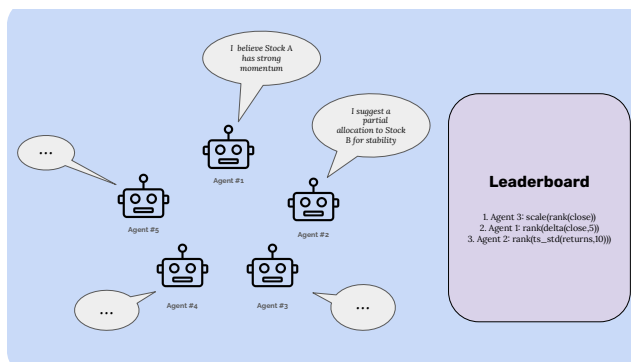 I believe Stock A
has strong
momentum
I suggest a
partial
allocation to Stock
B for stability
...
Agent #1
Agent #5
Agent #2
Agent #4
Agent #3
...
...
Leaderboard
1. Agent 3: scale(rank(close))
2. Agent 1: rank(delta(close,5))
3. Agent 2: rank(ts_std(returns,10)))